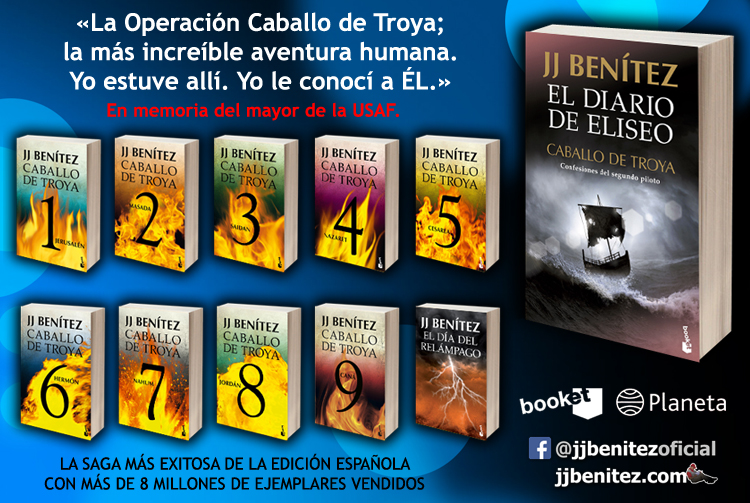 «La Operación Caballo de Troya;
la más increíble aventura humana.
Yo estuve allí. Yo le conocí a ÉL.»
En memoria del mayor de la USAF.
JJ BENÍTEZ
CABALLO
DE TROYA
1
JERUSALÉN
JJ BENÍTEZ
CABALLO
DE TROYA
2
MASADA
JJ BENÍTEZ
CABALLO
DE TROYA
3
SAIDAN
JJ BENÍTEZ
CABALLO
DE TROYA
4
NAZARET
JJ BENÍTEZ
CABALLO
DE TROYA
5
CESAREA
JJ BENÍTEZ
CABALLO
DE TROYA
6
HERMÓN
JJ BENÍTEZ
CABALLO
DE TROYA
7
NAHUM
JJ BENÍTEZ
CABALLO
DE TROYA
8
JORDÁN
JJ BENÍTEZ
CABALLO
DE TROYA
9
CANÁ
JJ BENÍTEZ
EL DÍA DEL
RELÁMPAGO
JJ BENÍTEZ
EL DIARIO
DE ELISEO
CABALLO DE TROYA
Confesiones del segundo piloto
booket
booket
Planeta
f @jjbenitezoficial
jjbenitez.com
LA SAGA MÁS EXITOSA DE LA EDICIÓN ESPAÑOLA
CON MÁS DE 8 MILLONES DE EJEMPLARES VENDIDOS